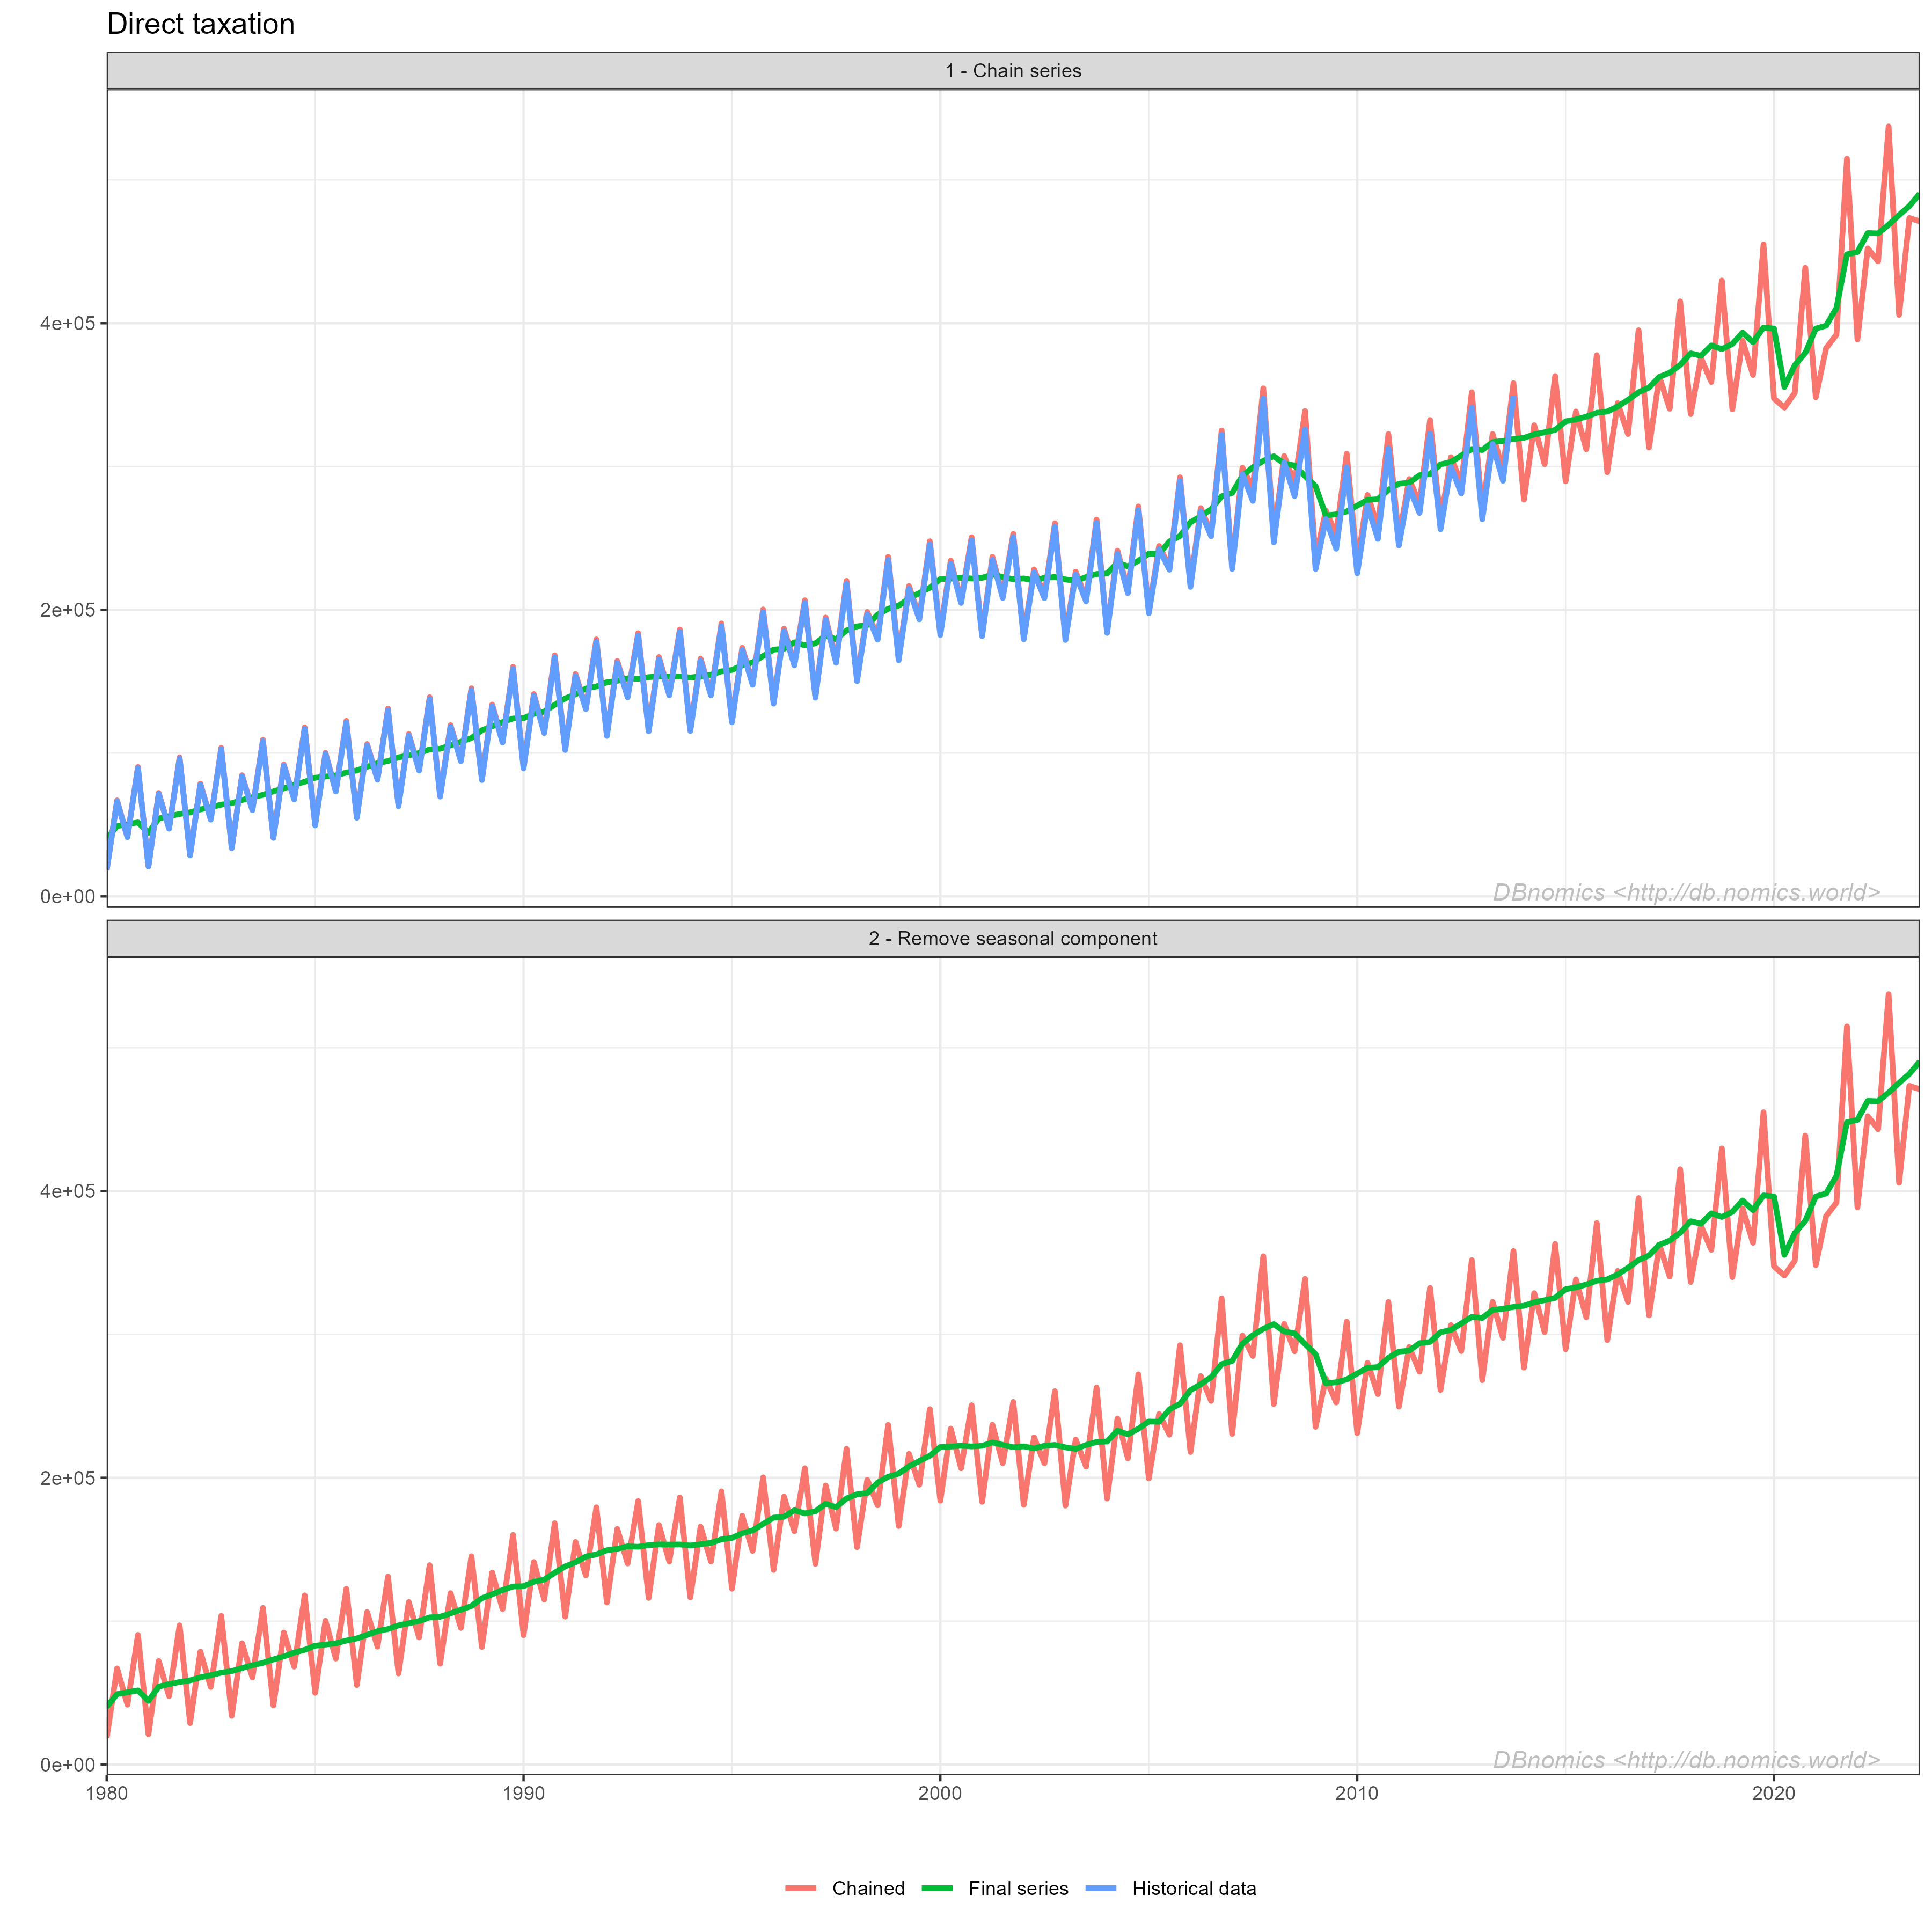 Direct taxation
1 - Chain series
4e+05
2e+05
0e+00
DBnomics <http://db.nomics.world>
2 - Remove seasonal component
4e+05
2e+05
0e+00
DBnomics <http://db.nomics.world>
1980 1990 2000 2010 2020
Chained Final series Historical data